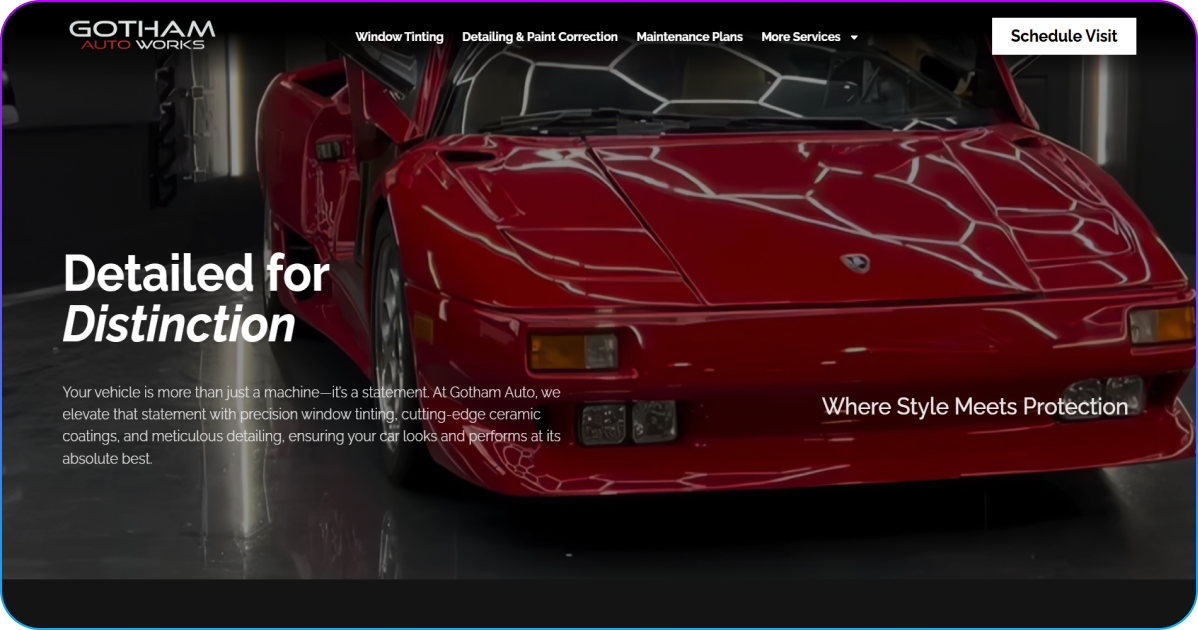 GOTHAM
AUTO WORKS
Window Tinting
Detailing & Paint Correction
Maintenance Plans
More Services
Schedule Visit
Detailed for
Distinction
Your vehicle is more than just a machine—it's a statement. At Gotham Auto, we
elevate that statement with precision window tinting, cutting-edge ceramic
coatings, and meticulous detailing, ensuring your car looks and performs at its
absolute best.
Where Style Meets Protection